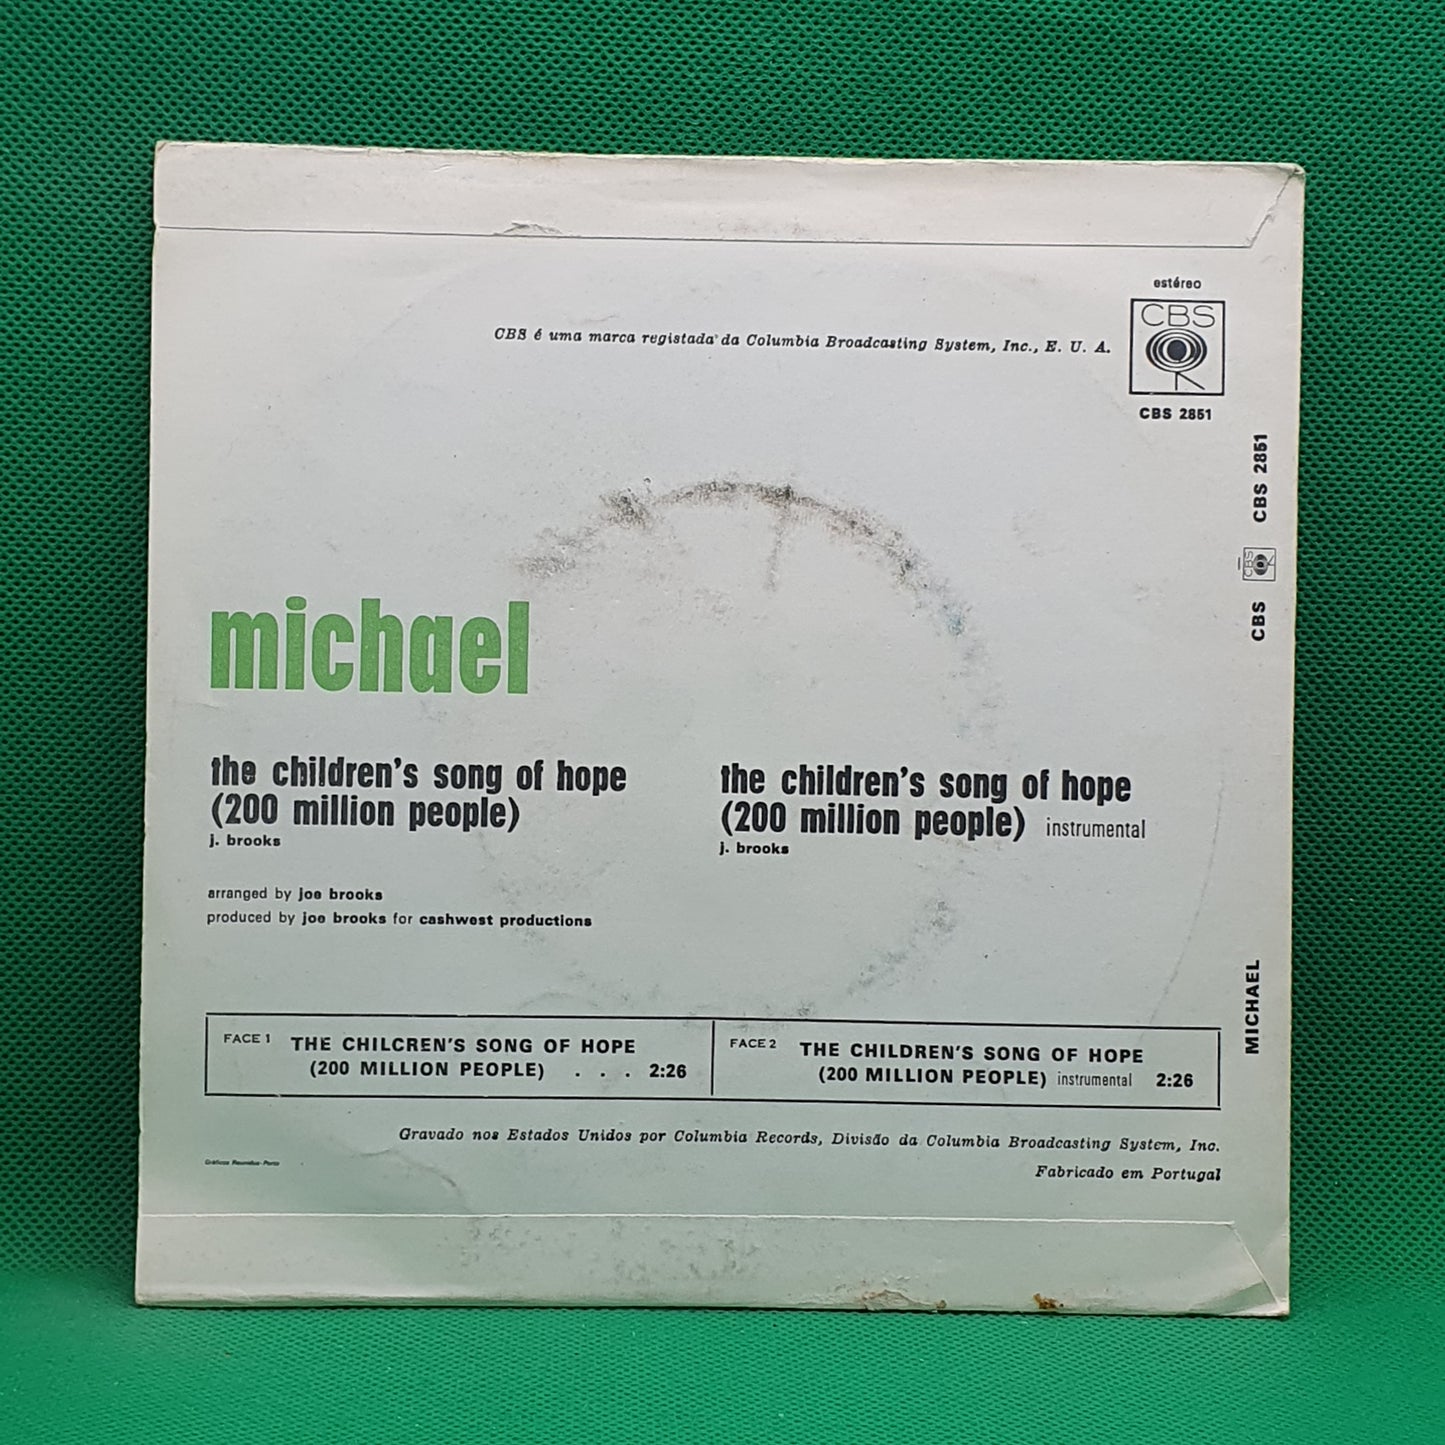 estéreo
CBS
CBS é uma marca registada da Columbia Broadcasting System, Inc., E. U. A.
CBS 2851
michael
the children's song of hope
(200 million people)
j. brooks
the children's song of hope
(200 million people) instrumental
j. brooks
arranged by joe brooks
produced by joe brooks for cashwest productions
FACE 1 THE CHILCREN'S SONG OF HOPE
(200 MILLION PEOPLE) . . . 2:26
FACE 2 THE CHILDREN'S SONG OF HOPE
(200 MILLION PEOPLE) instrumental 2:26
Gravado nos Estados Unidos por Columbia Records, Divisão da Columbia Broadcasting System, Inc.
Fabricado em Portugal
MICHAEL CBS CBS CBS 2851